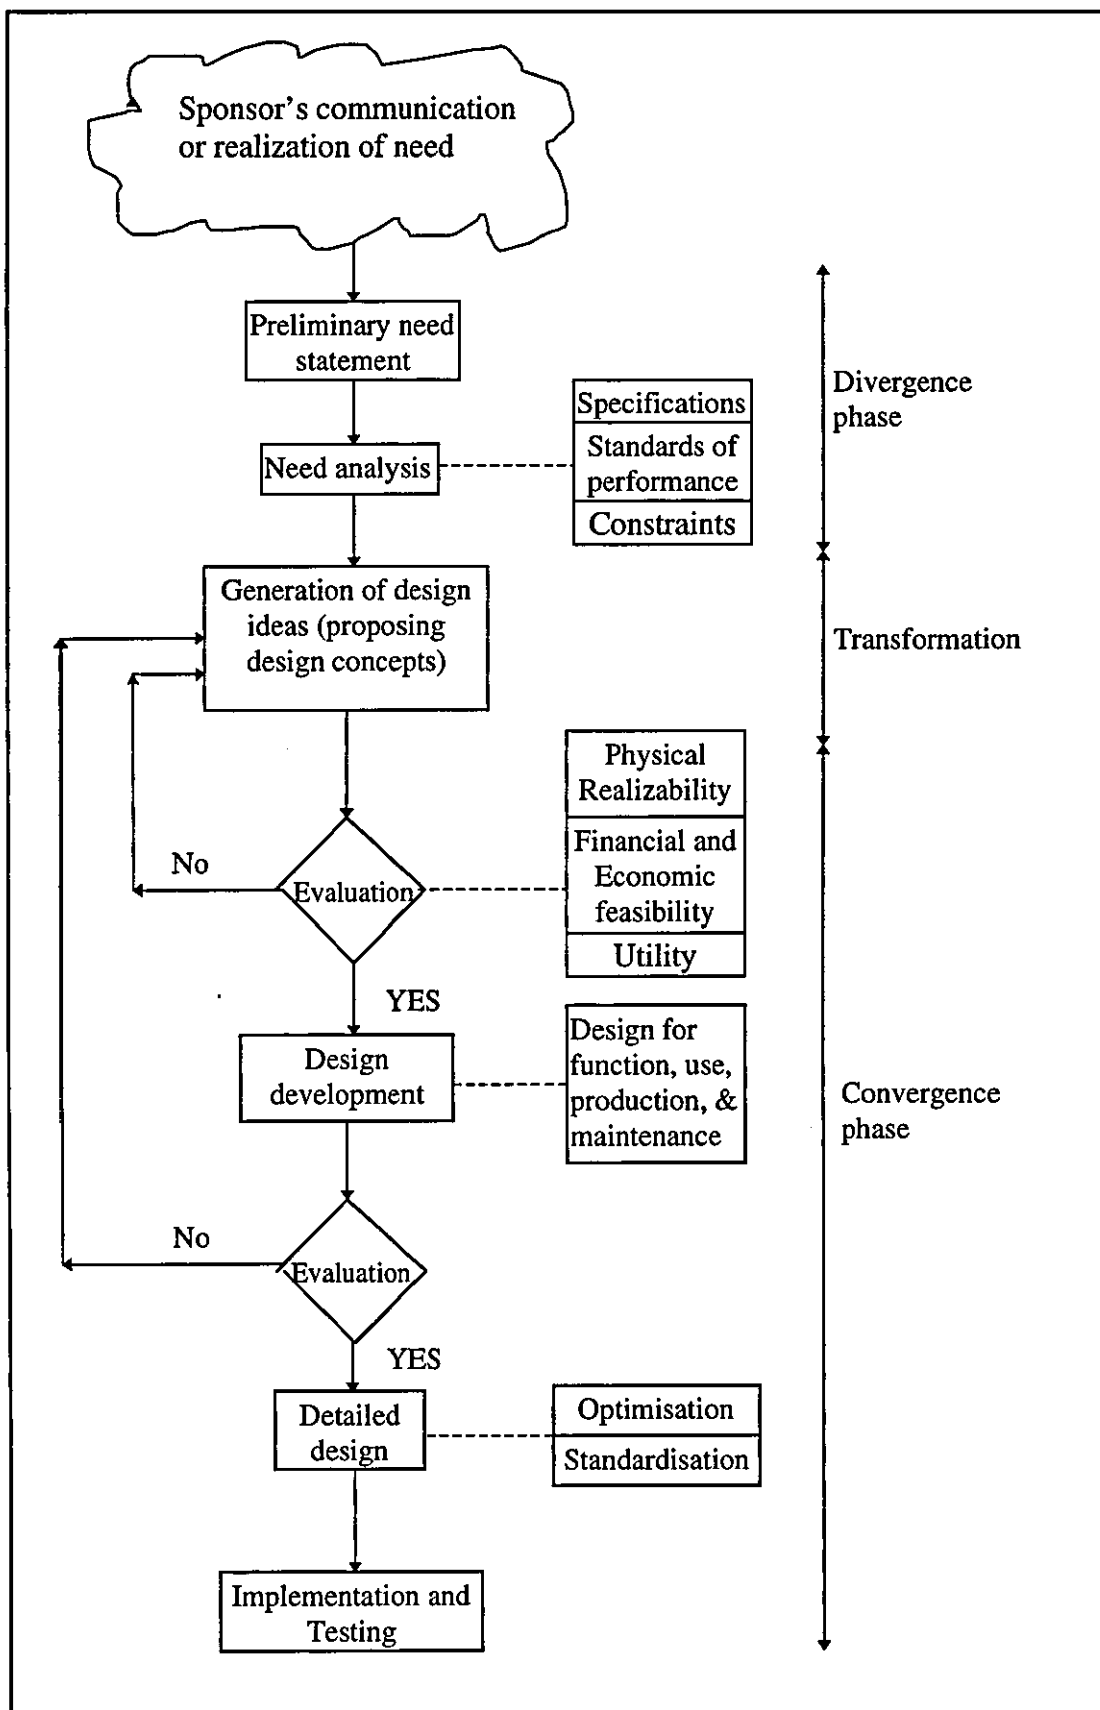 Sponsor's communication
or realization of need
Preliminary need
statement
Divergence
phase
Specifications
Need analysis
Standards of
performance
Constraints
Generation of design
ideas (proposing
design concepts)
Transformation
Physical
Realizability
No
Evaluation
Financial and
Economic
feasibility
Utility
YES
Design
development
Design for
function, use,
production, &
maintenance
Convergence
phase
No
Evaluation
YES
Detailed
design
Optimisation
Standardisation
Implementation and
Testing